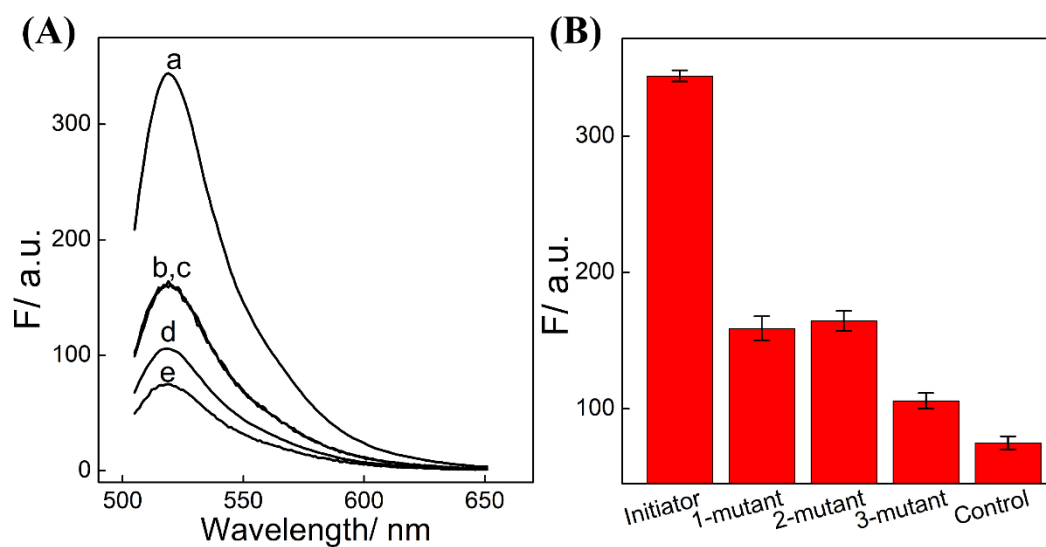 (A)
a
b,c
d
e
300
200
100
0
F/ a.u.
500
550
600
650
Wavelength/ nm
(B)
300
200
100
F/ a.u.
Initiator
1-mutant
2-mutant
3-mutant
Control